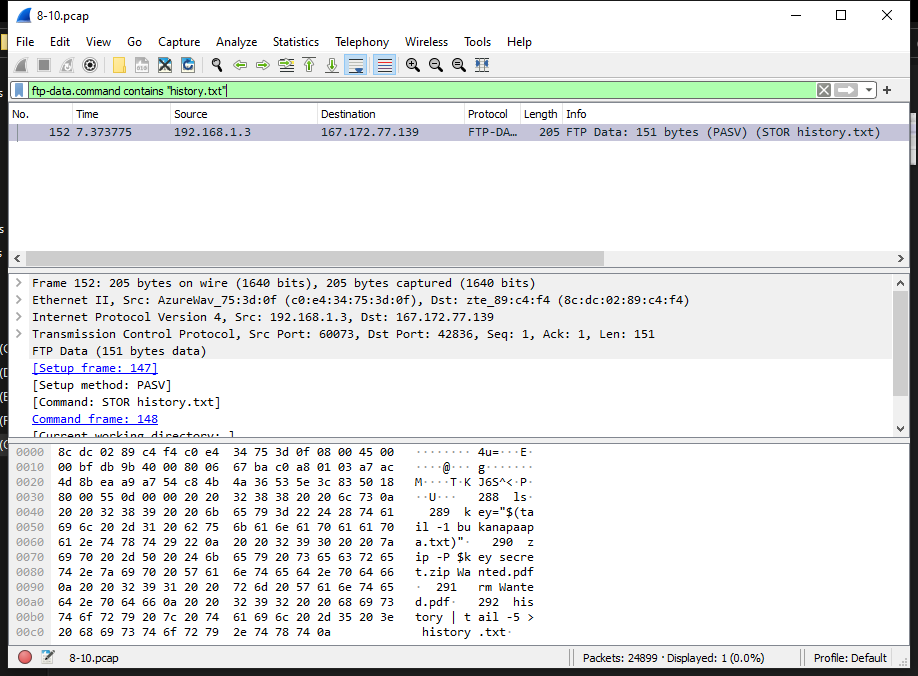 8-10.pcap
File Edit View Go Capture Analyze Statistics Telephony Wireless Tools Help
ftp-data.command contains "history.txt"
No. Time Source Destination Protocol Length Info
152 7.373775 192.168.1.3 167.172.77.139 FTP-DA… 205 FTP Data: 151 bytes (PASV) (STOR history.txt)
Frame 152: 205 bytes on wire (1640 bits), 205 bytes captured (1640 bits)
Ethernet II, Src: AzureWav_75:3d:0f (c0:e4:34:75:3d:0f), Dst: zte_89:c4:f4 (8c:dc:02:89:c4:f4)
Internet Protocol Version 4, Src: 192.168.1.3, Dst: 167.172.77.139
Transmission Control Protocol, Src Port: 60073, Dst Port: 42836, Seq: 1, Ack: 1, Len: 151
FTP Data (151 bytes data)
[Setup frame: 147]
[Setup method: PASV]
[Command: STOR history.txt]
Command frame: 148
[Current working directory: ]
0000 8c dc 02 89 c4 f4 c0 e4 34 75 3d 0f 08 00 45 00 ········ 4u=···E·
0010 00 bf db 9b 40 00 80 06 67 ba c0 a8 01 03 a7 ac ····@··· g·······
0020 4d 8b ea a9 a7 54 c8 4b 4a 36 53 5e 3c 83 50 18 M····T·K J6S^<·P·
0030 80 00 55 0d 00 00 20 20 32 38 38 20 20 6c 73 0a ··U··· 288 ls·
0040 20 20 32 38 39 20 20 6b 65 79 3d 22 24 28 74 61 289 k ey="$(ta
0050 69 6c 20 2d 31 20 62 75 6b 61 6e 61 70 61 61 70 il -1 bu kanapaap
0060 61 2e 74 78 74 29 22 0a 20 20 32 39 30 20 20 7a a.txt)"· 290 z
0070 69 70 20 2d 50 20 24 6b 65 79 20 73 65 63 72 65 ip -P $k ey secre
0080 74 2e 7a 69 70 20 57 61 6e 74 65 64 2e 70 64 66 t.zip Wa nted.pdf
0090 0a 20 20 32 39 31 20 20 72 6d 20 57 61 6e 74 65 · 291 rm Wante
00a0 64 2e 70 64 66 0a 20 20 32 39 32 20 20 68 69 73 d.pdf· 292 his
00b0 74 6f 72 79 20 7c 20 74 61 69 6c 20 2d 35 20 3e tory | t ail -5 >
00c0 20 68 69 73 74 6f 72 79 2e 74 78 74 0a history .txt·
8-10.pcap Packets: 24899 · Displayed: 1 (0.0%) Profile: Default